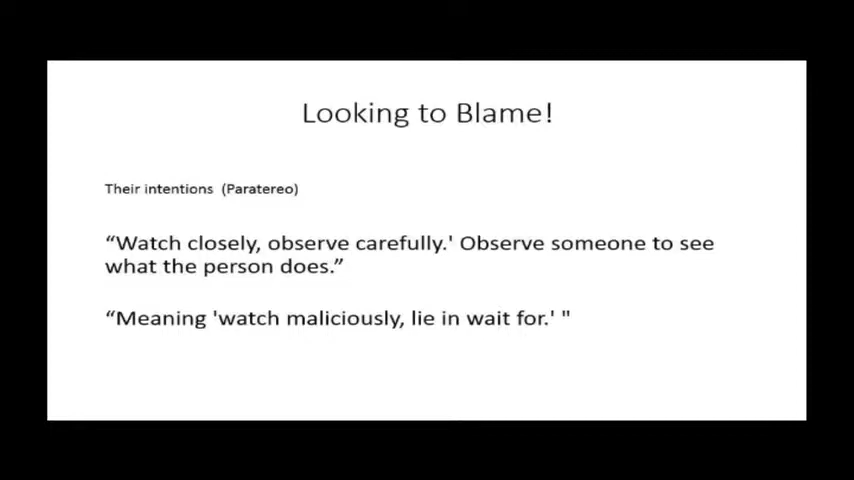 Looking to Blame!
Their intentions (Paratereo)
“Watch closely, observe carefully.' Observe someone to see
what the person does.”
“Meaning 'watch maliciously, lie in wait for.' "